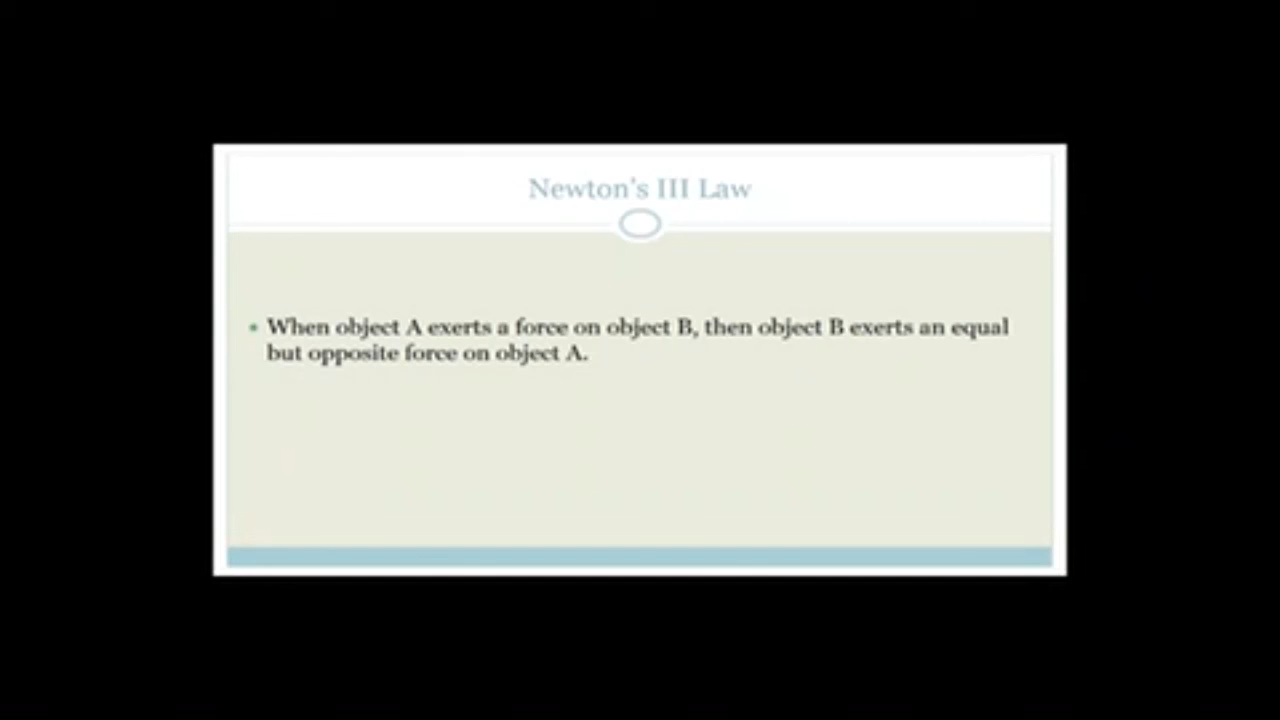 Newton's III Law
• When object A exerts a force on object B, then object B exerts an equal
but opposite force on object A.